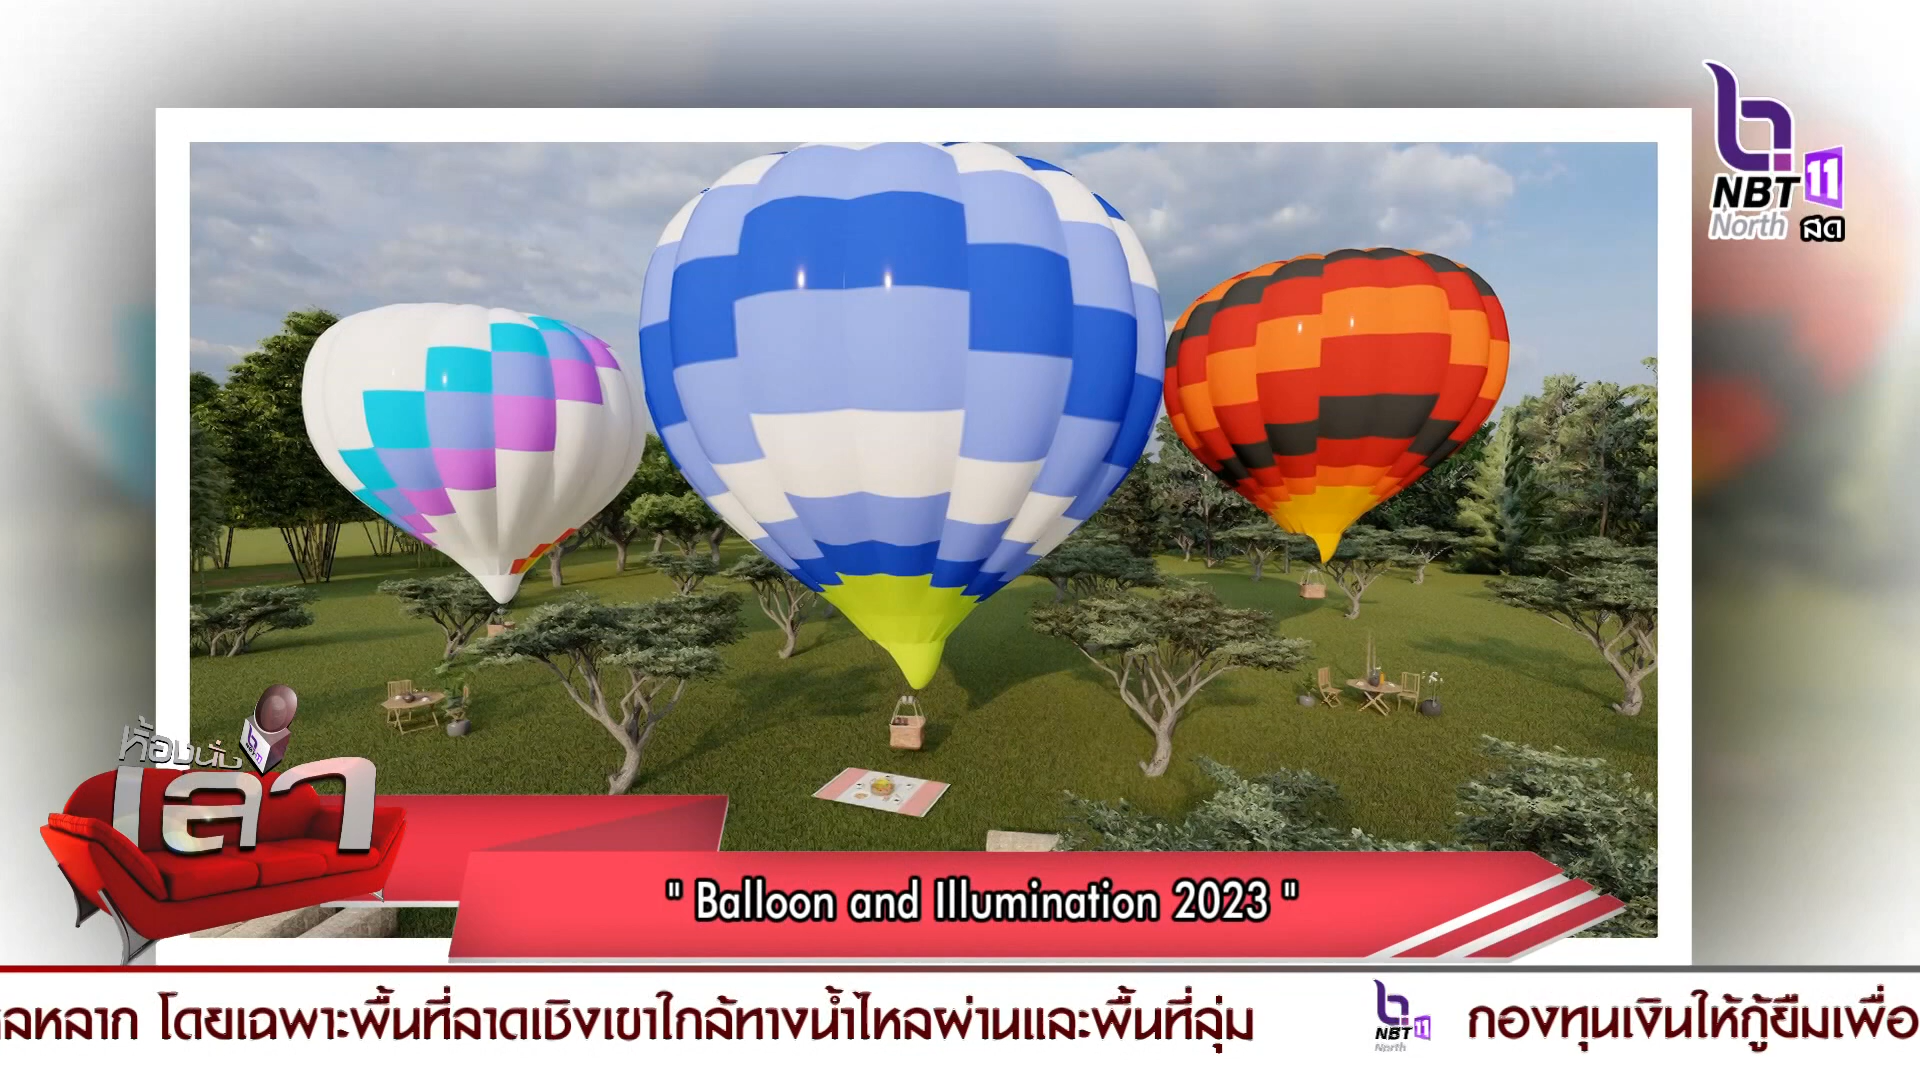 NBT 11
North สด
ห้องนั่ง
เล่า
NBT 11
" Balloon and Illumination 2023 "
ลหลาก โดยเฉพาะพื้นที่ลาดเชิงเขาใกล้ทางน้ำไหลผ่านและพื้นที่ลุ่ม
NBT 11
North
กองทุนเงินให้กู้ยืมเพื่อ